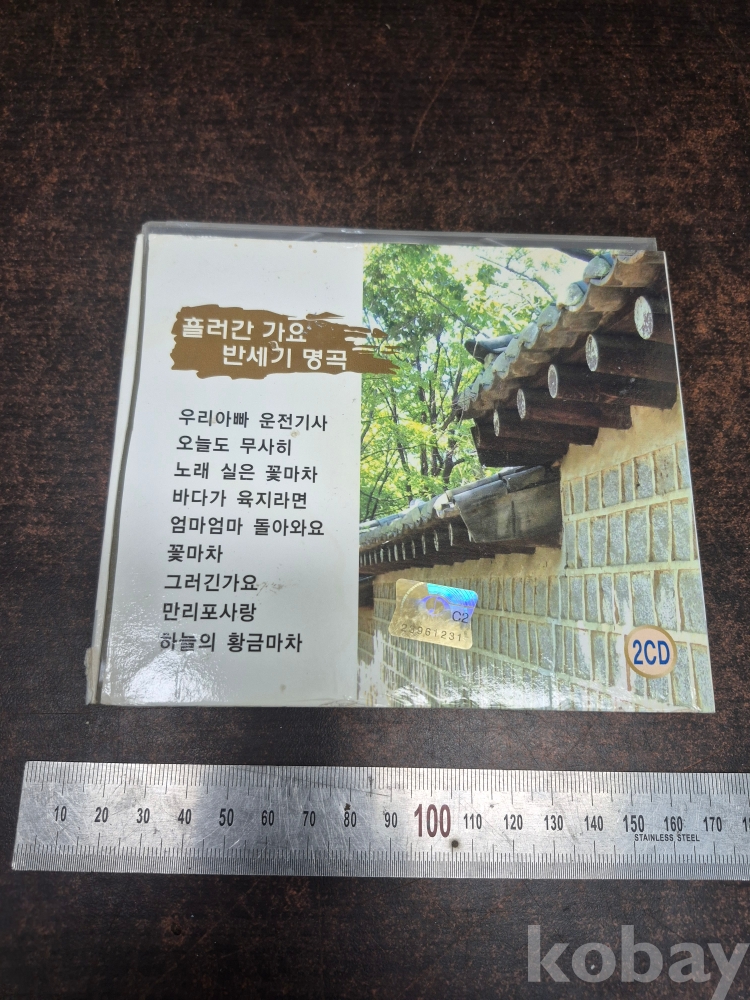 흘러간 가요
반세기 명곡
우리아빠 운전기사
오늘도 무사히
노래 실은 꽃마차
바다가 육지라면
엄마엄마 돌아와요
꽃마차
그러긴가요
만리포사랑
하늘의 황금마차
C2
23961231
2CD
10 20 30 40 50 60 70 80 90 100 110 120 130 140 150 160 170
STAINLESS STEEL
kobay